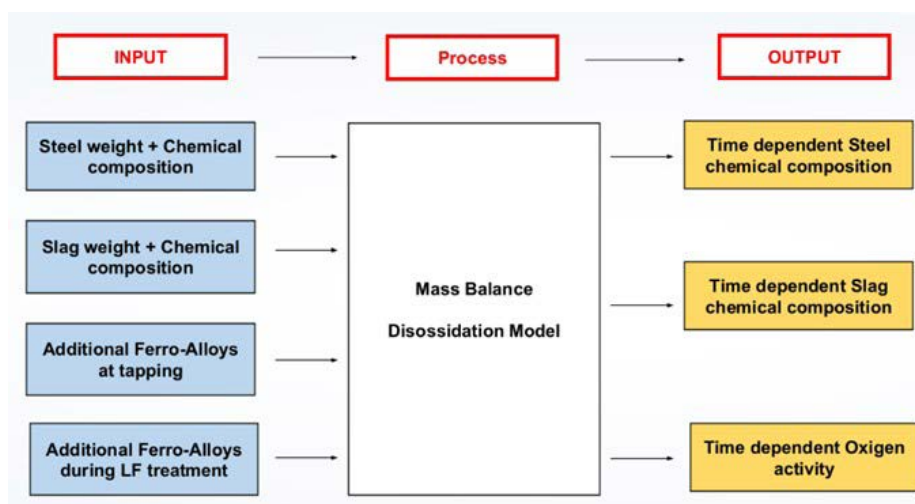 INPUT
Process
OUTPUT
Steel weight + Chemical
composition
Slag weight + Chemical
composition
Additional Ferro-Alloys
at tapping
Additional Ferro-Alloys
during LF treatment
Mass Balance
Disossidation Model
Time dependent Steel
chemical composition
Time dependent Slag
chemical composition
Time dependent Oxigen
activity